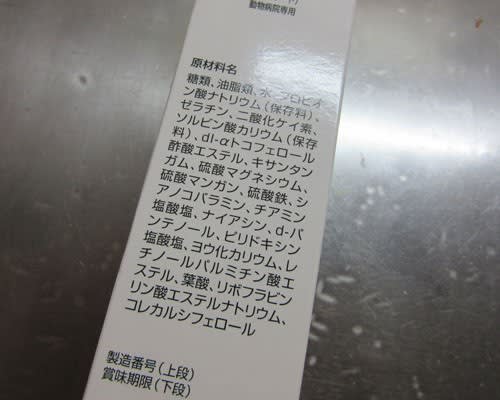 動物病院専用
原材料名
糖類、油脂類、水、プロピオ
ン酸ナトリウム(保存料)、
ゼラチン、二酸化ケイ素、
ソルビン酸カリウム(保存
料)、dl-αトコフェロール
酢酸エステル、キサンタン
ガム、硫酸マグネシウム、
硫酸マンガン、硫酸鉄、シ
アノコバラミン、チアミン
塩酸塩、ナイアシン、d-パ
ンテノール、ピリドキシン
塩酸塩、ヨウ化カリウム、レ
チノールパルミチン酸エ
ステル、葉酸、リボフラビン
リン酸エステルナトリウム、
コレカルシフェロール
製造番号(上段)
賞味期限(下段)